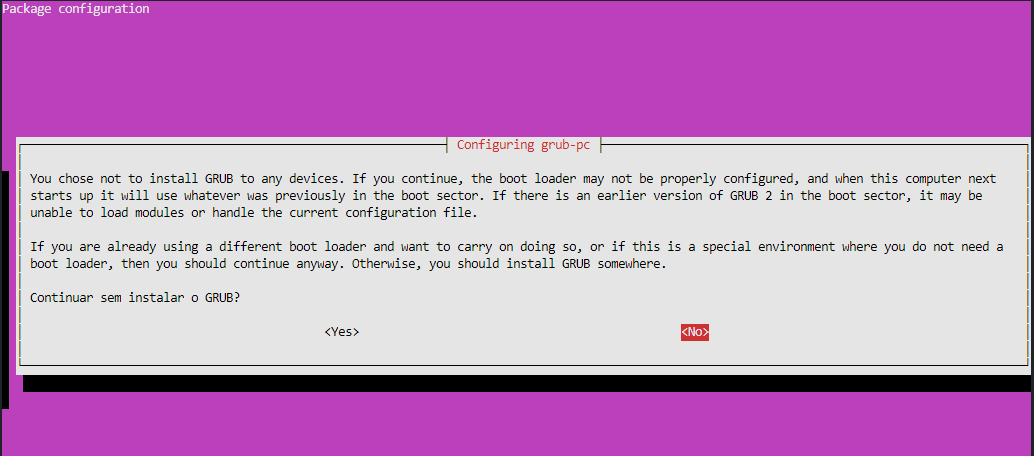 Package configuration
Configuring grub-pc
You chose not to install GRUB to any devices. If you continue, the boot loader may not be properly configured, and when this computer next
starts up it will use whatever was previously in the boot sector. If there is an earlier version of GRUB 2 in the boot sector, it may be
unable to load modules or handle the current configuration file.
If you are already using a different boot loader and want to carry on doing so, or if this is a special environment where you do not need a
boot loader, then you should continue anyway. Otherwise, you should install GRUB somewhere.
Continuar sem instalar o GRUB?
<Yes> <No>